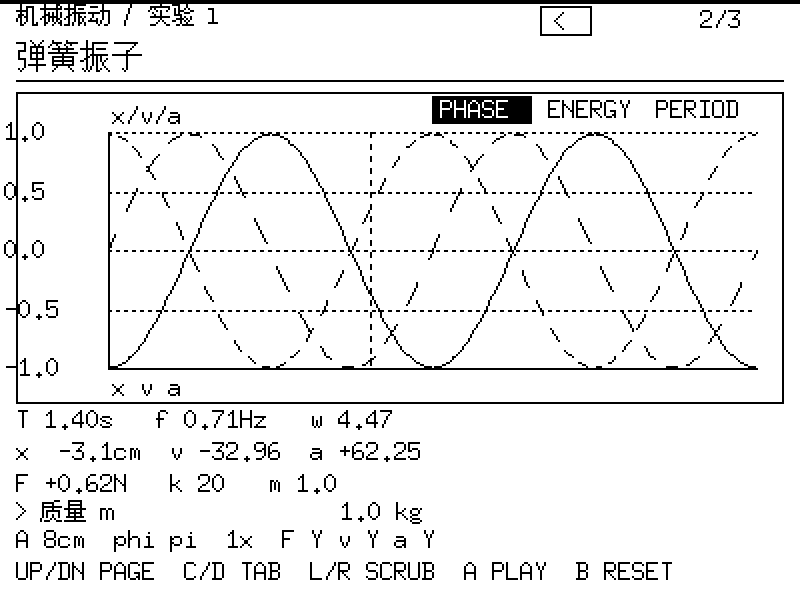 机械振动 / 实验 1 < 2/3
弹簧振子
x/v/a PHASE ENERGY PERIOD
1.0
0.5
0.0
-0.5
-1.0
x v a
T 1.40s f 0.71Hz w 4.47
x -3.1cm v -32.96 a +62.25
F +0.62N k 20 m 1.0
> 质量 m 1.0 kg
A 8cm phi pi 1x F Y v Y a Y
UP/DN PAGE C/D TAB L/R SCRUB A PLAY B RESET